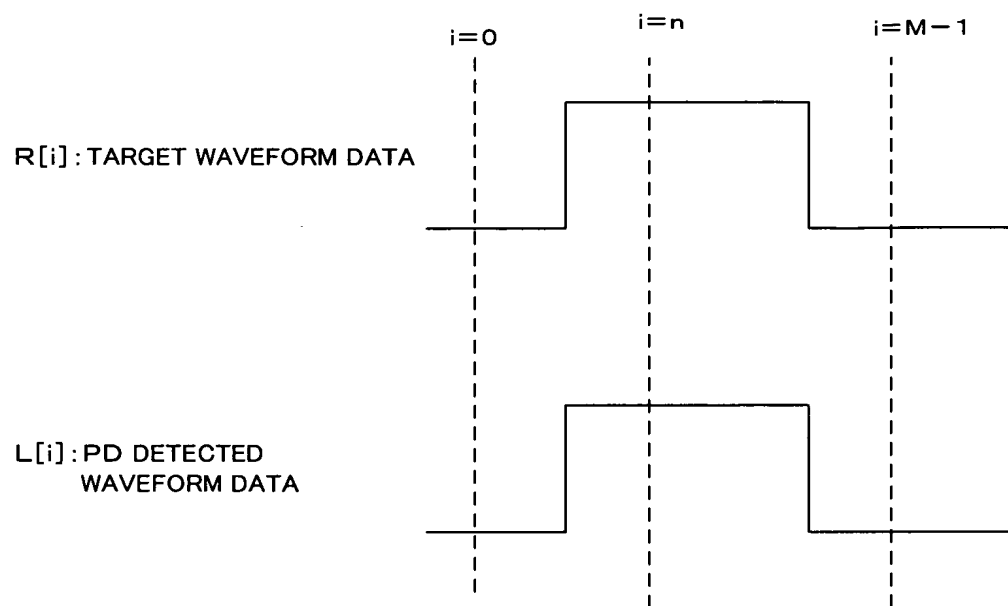 i=0
i=n
i=M-1
R[i]: TARGET WAVEFORM DATA
L[i]: PD DETECTED
WAVEFORM DATA